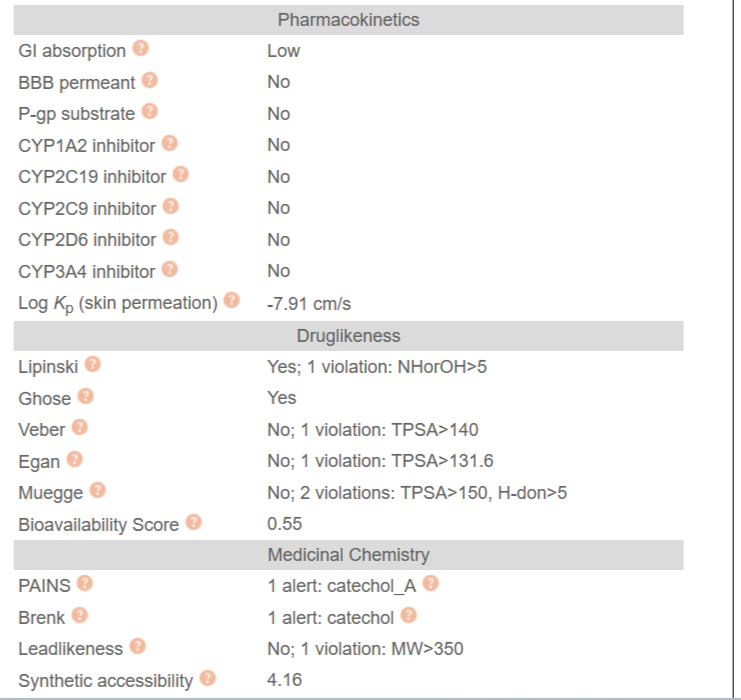 Pharmacokinetics
GI absorption ? Low
BBB permeant ? No
P-gp substrate ? No
CYP1A2 inhibitor ? No
CYP2C19 inhibitor ? No
CYP2C9 inhibitor ? No
CYP2D6 inhibitor ? No
CYP3A4 inhibitor ? No
Log Kp (skin permeation) ? -7.91 cm/s
Druglikeness
Lipinski ? Yes; 1 violation: NHorOH>5
Ghose ? Yes
Veber ? No; 1 violation: TPSA>140
Egan ? No; 1 violation: TPSA>131.6
Muegge ? No; 2 violations: TPSA>150, H-don>5
Bioavailability Score ? 0.55
Medicinal Chemistry
PAINS ? 1 alert: catechol_A ?
Brenk ? 1 alert: catechol ?
Leadlikeness ? No; 1 violation: MW>350
Synthetic accessibility ? 4.16